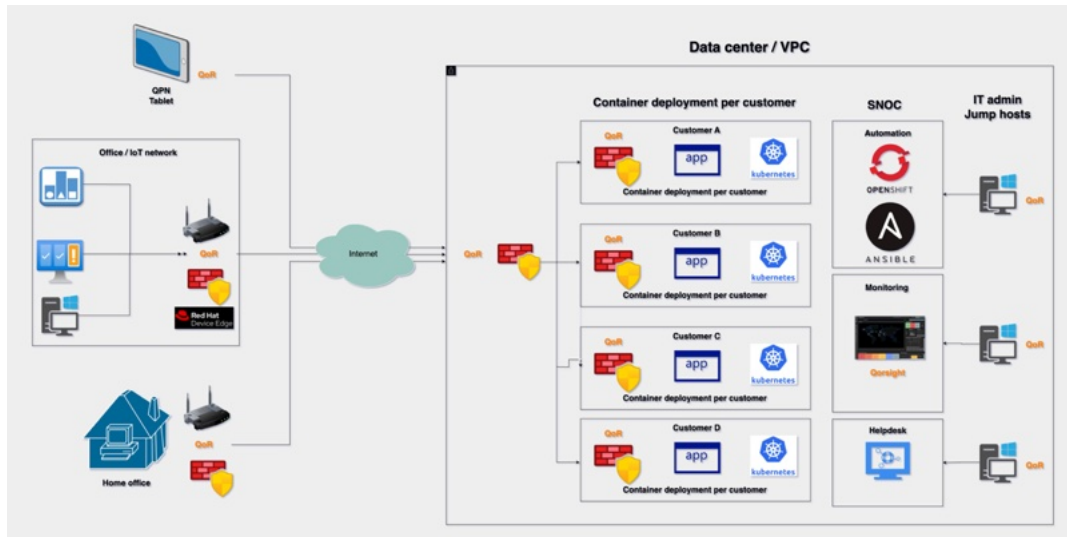 Data center / VPC
QPN
Tablet
QoR
Office / IoT network
QoR
Red Hat
Device Edge
Home office
QoR
Internet
QoR
Container deployment per customer
QoR
Customer A
app
kubernetes
Container deployment per customer
QoR
Customer B
app
kubernetes
Container deployment per customer
QoR
Customer C
app
kubernetes
Container deployment per customer
QoR
Customer D
app
kubernetes
Container deployment per customer
SNOC
Automation
OPENSHIFT
ANSIBLE
Monitoring
Qorsight
Helpdesk
IT admin
Jump hosts
QoR
QoR
QoR